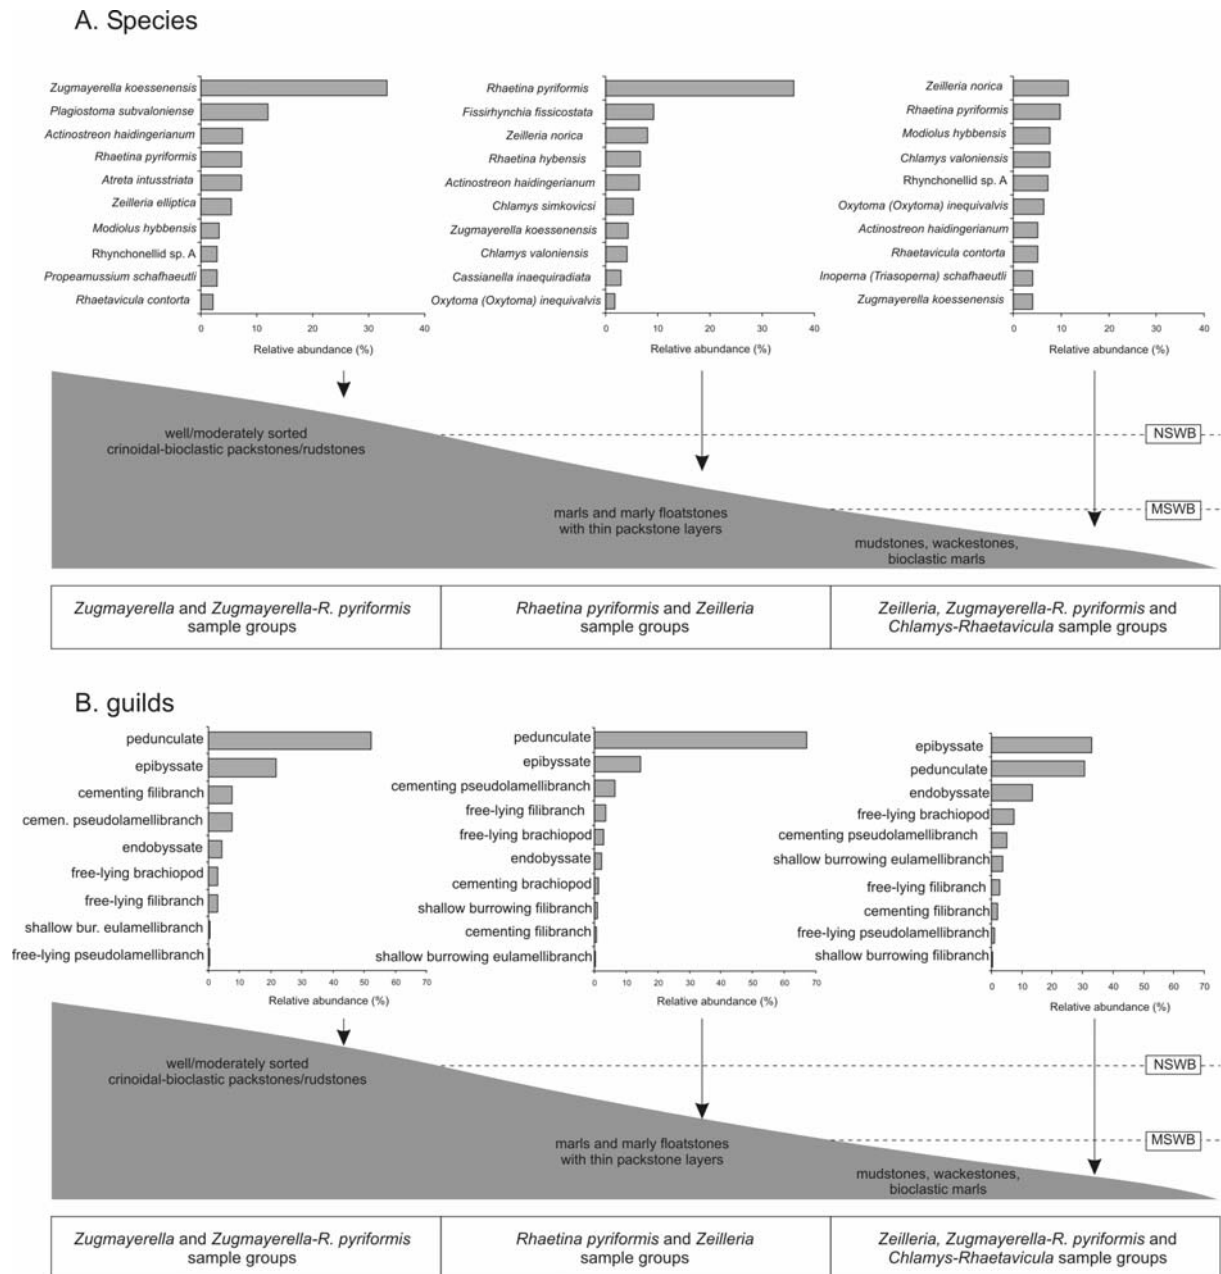 A. Species
Zugmayerella koessenensis
Plagiostoma subvaloniense
Actinostreon haidingerianum
Rhaetina pyriformis
Atreta intusstriata
Zeilleria elliptica
Modiolus hybbensis
Rhynchonellid sp. A
Propeamussium schafhaeutli
Rhaetavicula contorta
0 10 20 30 40
Relative abundance (%)
Rhaetina pyriformis
Fissirhynchia fissicostata
Zeilleria norica
Rhaetina hybensis
Actinostreon haidingerianum
Chlamys simkovicsi
Zugmayerella koessenensis
Chlamys valoniensis
Cassianella inaequiradiata
Oxytoma (Oxytoma) inequivalvis
0 10 20 30 40
Relative abundance (%)
Zeilleria norica
Rhaetina pyriformis
Modiolus hybbensis
Chlamys valoniensis
Rhynchonellid sp. A
Oxytoma (Oxytoma) inequivalvis
Actinostreon haidingerianum
Rhaetavicula contorta
Inoperna (Triasoperna) schafhaeutli
Zugmayerella koessenensis
0 10 20 30 40
Relative abundance (%)
well/moderately sorted
crinoidal-bioclastic packstones/rudstones
NSWB
marls and marly floatstones
with thin packstone layers
MSWB
mudstones, wackestones,
bioclastic marls
Zugmayerella and Zugmayerella-R. pyriformis
sample groups
Rhaetina pyriformis and Zeilleria
sample groups
Zeilleria, Zugmayerella-R. pyriformis and
Chlamys-Rhaetavicula sample groups
B. guilds
pedunculate
epibyssate
cementing filibranch
cemen. pseudolamellibranch
endobyssate
free-lying brachiopod
free-lying filibranch
shallow bur. eulamellibranch
free-lying pseudolamellibranch
0 10 20 30 40 50 60 70
Relative abundance (%)
pedunculate
epibyssate
cementing pseudolamellibranch
free-lying filibranch
free-lying brachiopod
endobyssate
cementing brachiopod
shallow burrowing filibranch
cementing filibranch
shallow burrowing eulamellibranch
0 10 20 30 40 50 60 70
Relative abundance (%)
epibyssate
pedunculate
endobyssate
free-lying brachiopod
cementing pseudolamellibranch
shallow burrowing eulamellibranch
free-lying filibranch
cementing filibranch
free-lying pseudolamellibranch
shallow burrowing filibranch
0 10 20 30 40 50 60 70
Relative abundance (%)
well/moderately sorted
crinoidal-bioclastic packstones/rudstones
NSWB
marls and marly floatstones
with thin packstone layers
MSWB
mudstones, wackestones,
bioclastic marls
Zugmayerella and Zugmayerella-R. pyriformis
sample groups
Rhaetina pyriformis and Zeilleria
sample groups
Zeilleria, Zugmayerella-R. pyriformis and
Chlamys-Rhaetavicula sample groups